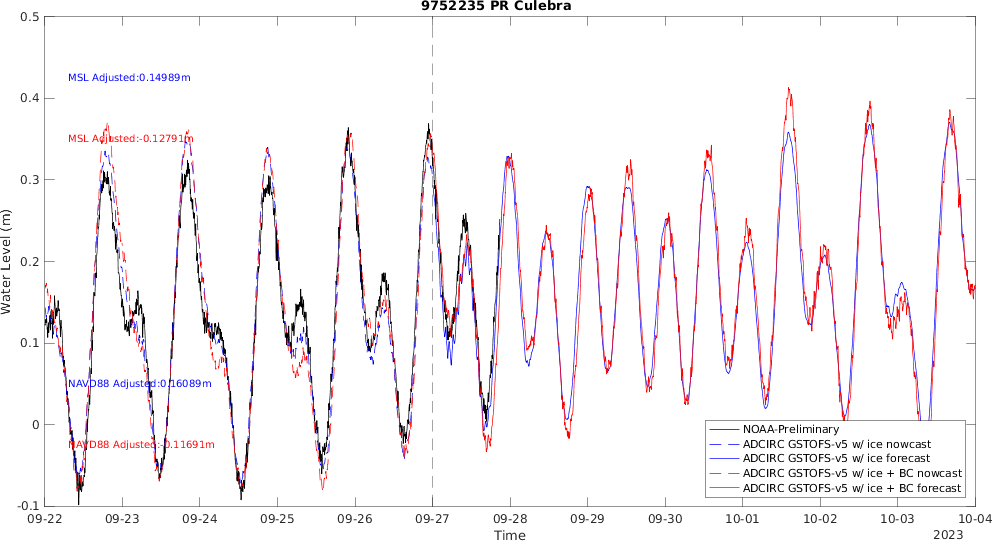 9752235 PR Culebra
0.5
MSL Adjusted:0.14989m
0.4
MSL Adjusted:-0.12791m
0.3
Water Level (m)
0.2
0.1
NAVD88 Adjusted:0.16089m
0
NAVD88 Adjusted:-0.11691m
NOAA-Preliminary
ADCIRC GSTOFS-v5 w/ ice nowcast
ADCIRC GSTOFS-v5 w/ ice forecast
ADCIRC GSTOFS-v5 w/ ice + BC nowcast
ADCIRC GSTOFS-v5 w/ ice + BC forecast
-0.1
09-22 09-23 09-24 09-25 09-26 09-27 09-28 09-29 09-30 10-01 10-02 10-03 10-04
Time
2023